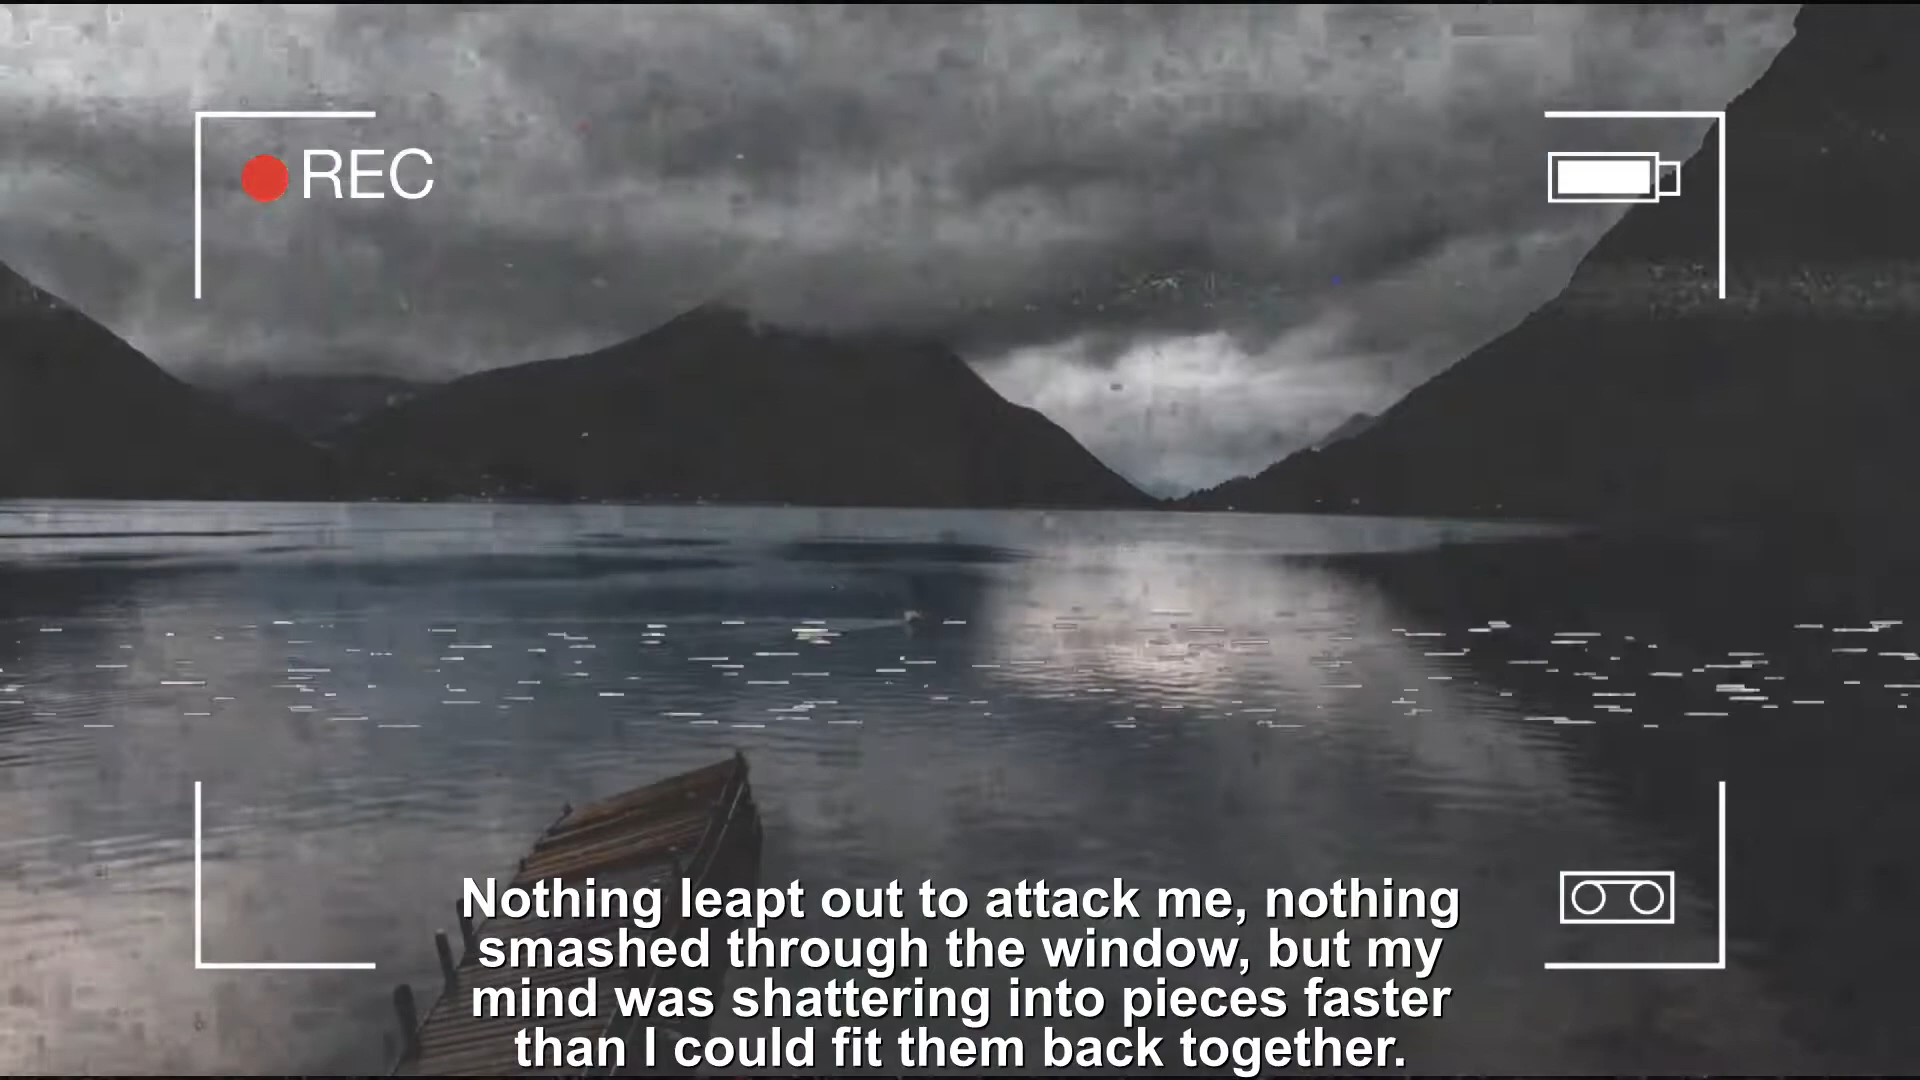 REC
Nothing leapt out to attack me, nothing
smashed through the window, but my
mind was shattering into pieces faster
than I could fit them back together.